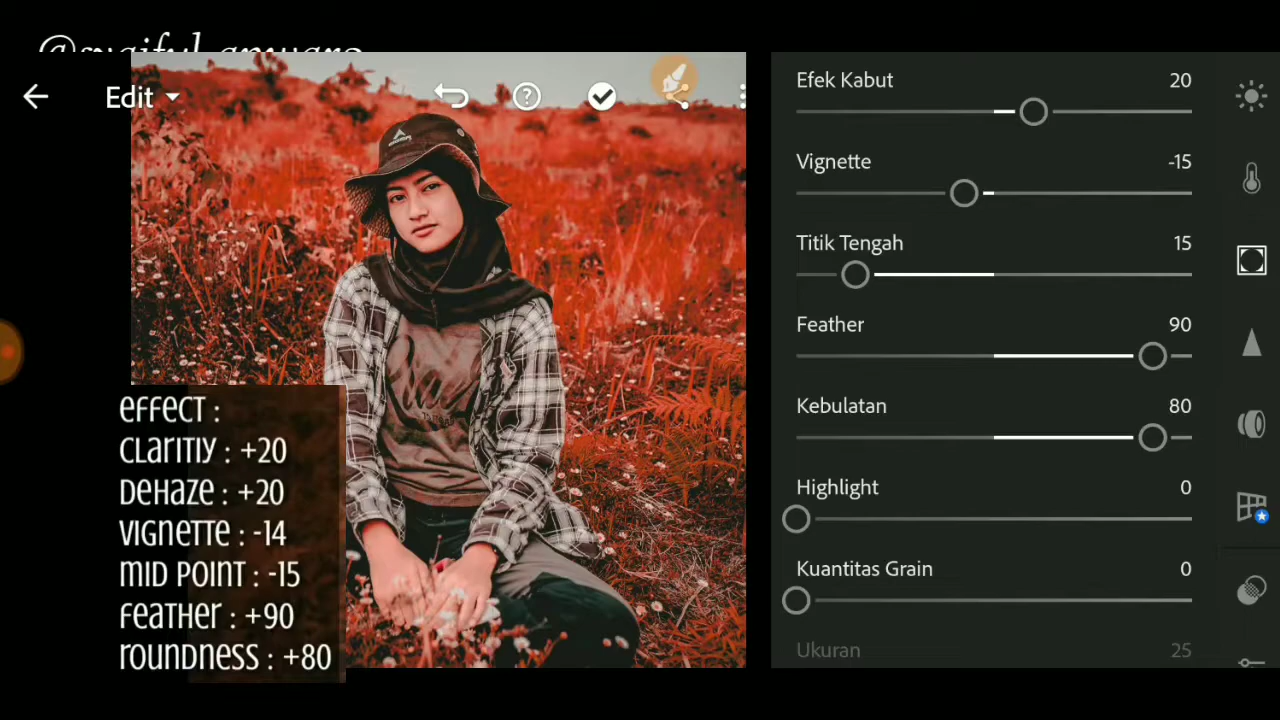 Edit
Efek Kabut 20
Vignette -15
Titik Tengah 15
Feather 90
Kebulatan 80
Highlight 0
Kuantitas Grain 0
Ukuran 25
effect :
Claritiy : +20
Dehaze : +20
Vignette : -14
mid point : -15
feather : +90
roundness : +80